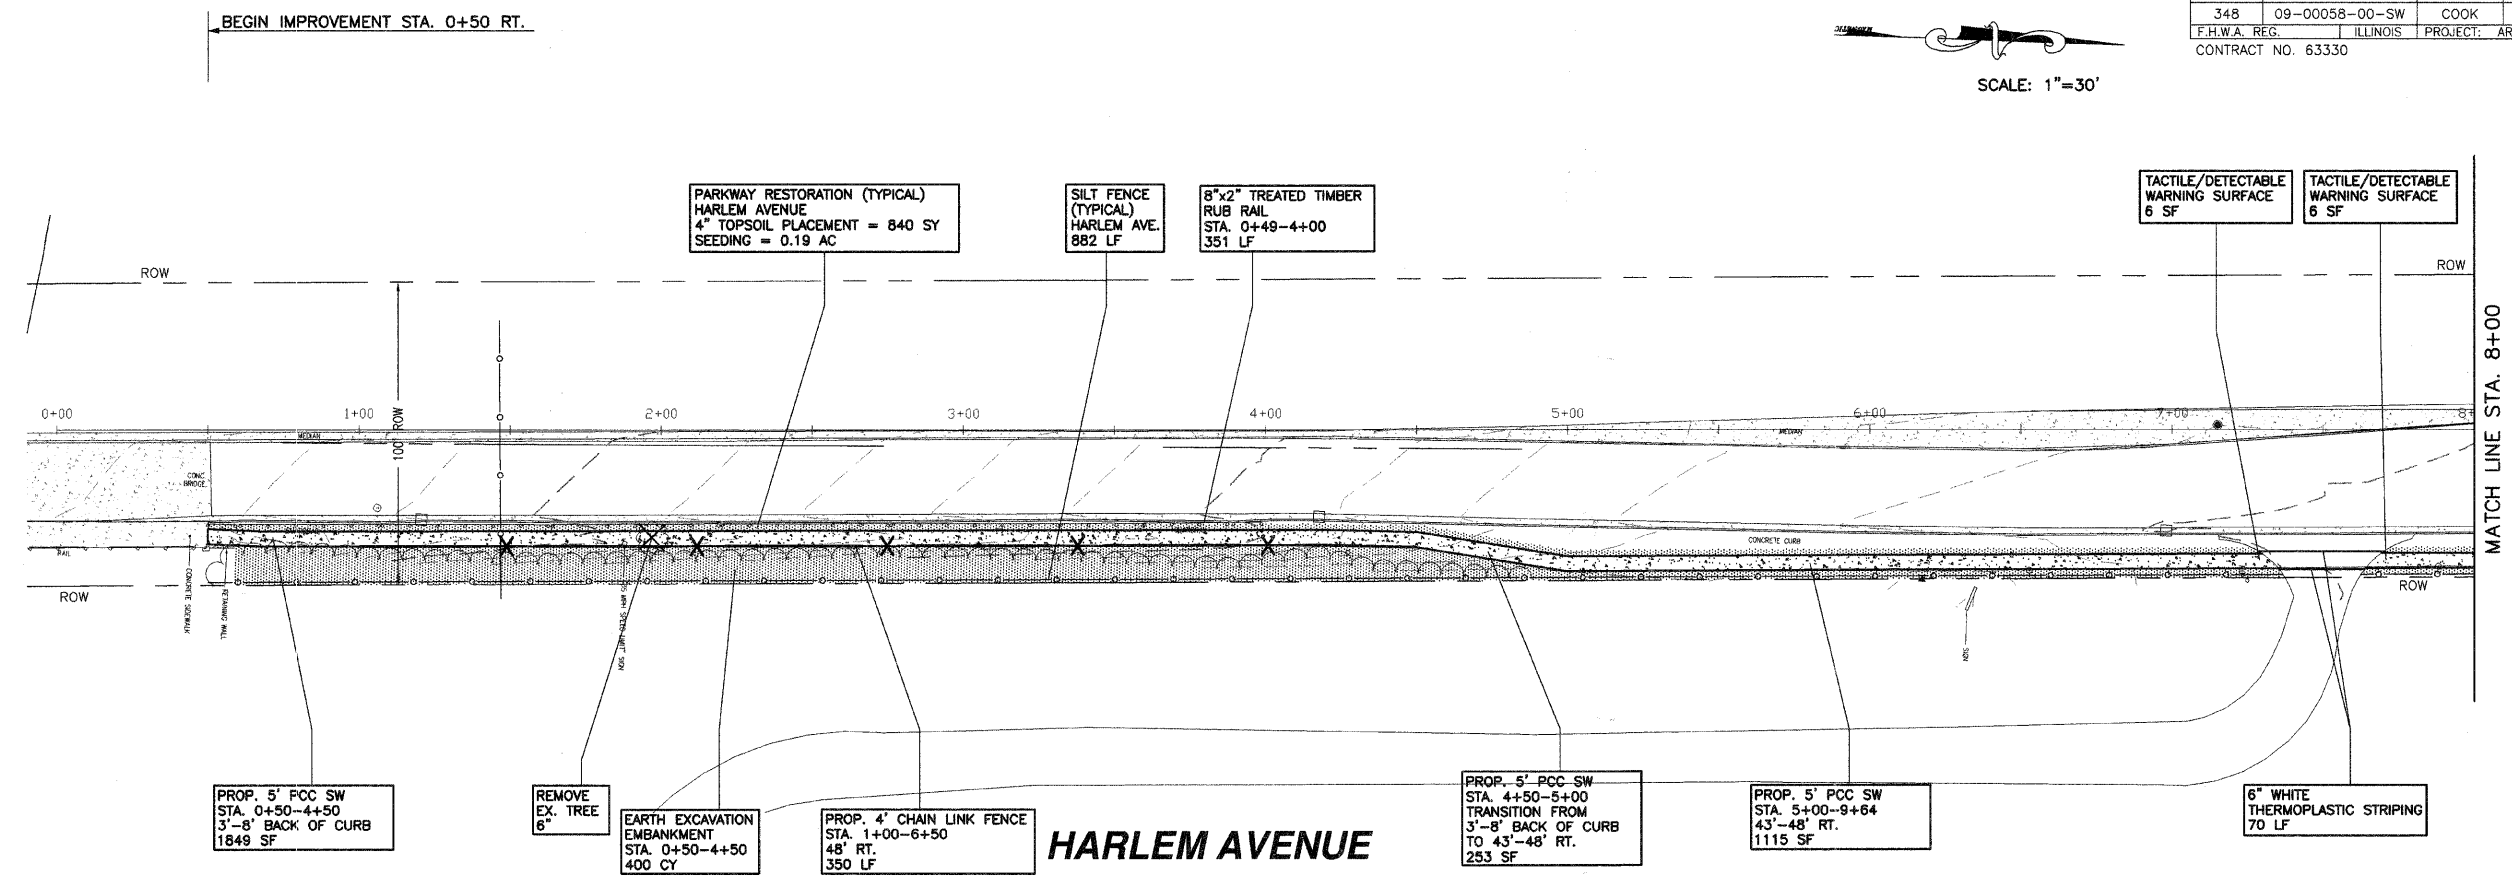 BEGIN IMPROVEMENT STA. 0+50 RT.
348 09-00058-00-SW COOK
F.H.W.A. REG. ILLINOIS PROJECT: AR
CONTRACT NO. 63330
SCALE: 1"=30'
PARKWAY RESTORATION (TYPICAL)
HARLEM AVENUE
4" TOPSOIL PLACEMENT = 840 SY
SEEDING = 0.19 AC
SILT FENCE
(TYPICAL)
HARLEM AVE.
882 LF
8"x2" TREATED TIMBER
RUB RAIL
STA. 0+49-4+00
351 LF
TACTILE/DETECTABLE
WARNING SURFACE
6 SF
TACTILE/DETECTABLE
WARNING SURFACE
6 SF
ROW
ROW
MATCH LINE STA. 8+00
0+00 1+00 2+00 3+00 4+00 5+00 6+00 7+00 8+
100' ROW
MEDIAN
MEDIAN
CONC.
BRIDGE
CONCRETE CURB
RAIL
ROW
ROW
CONCRETE SIDEWALK
RETAINING WALL
35 MPH SPEED LIMIT SIGN
SIGN
PROP. 5' PCC SW
STA. 0+50-4+50
3'-8' BACK OF CURB
1849 SF
REMOVE
EX. TREE
6"
EARTH EXCAVATION
EMBANKMENT
STA. 0+50-4+50
400 CY
PROP. 4' CHAIN LINK FENCE
STA. 1+00-6+50
48' RT.
350 LF
HARLEM AVENUE
PROP. 5' PCC SW
STA. 4+50-5+00
TRANSITION FROM
3'-8' BACK OF CURB
TO 43'-48' RT.
253 SF
PROP. 5' PCC SW
STA. 5+00-9+64
43'-48' RT.
1115 SF
6" WHITE
THERMOPLASTIC STRIPING
70 LF